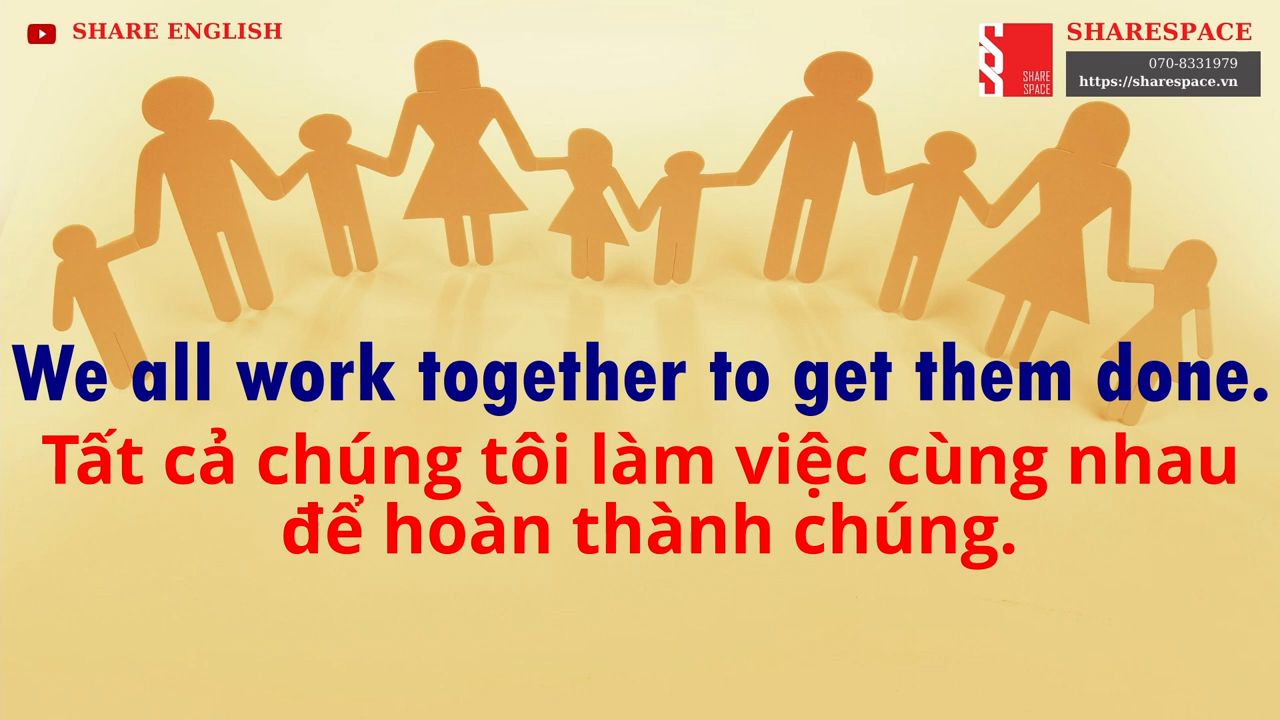 SHARE ENGLISH
SHARESPACE
070-8331979
https://sharespace.vn
SHARE
SPACE
We all work together to get them done.
Tất cả chúng tôi làm việc cùng nhau
để hoàn thành chúng.